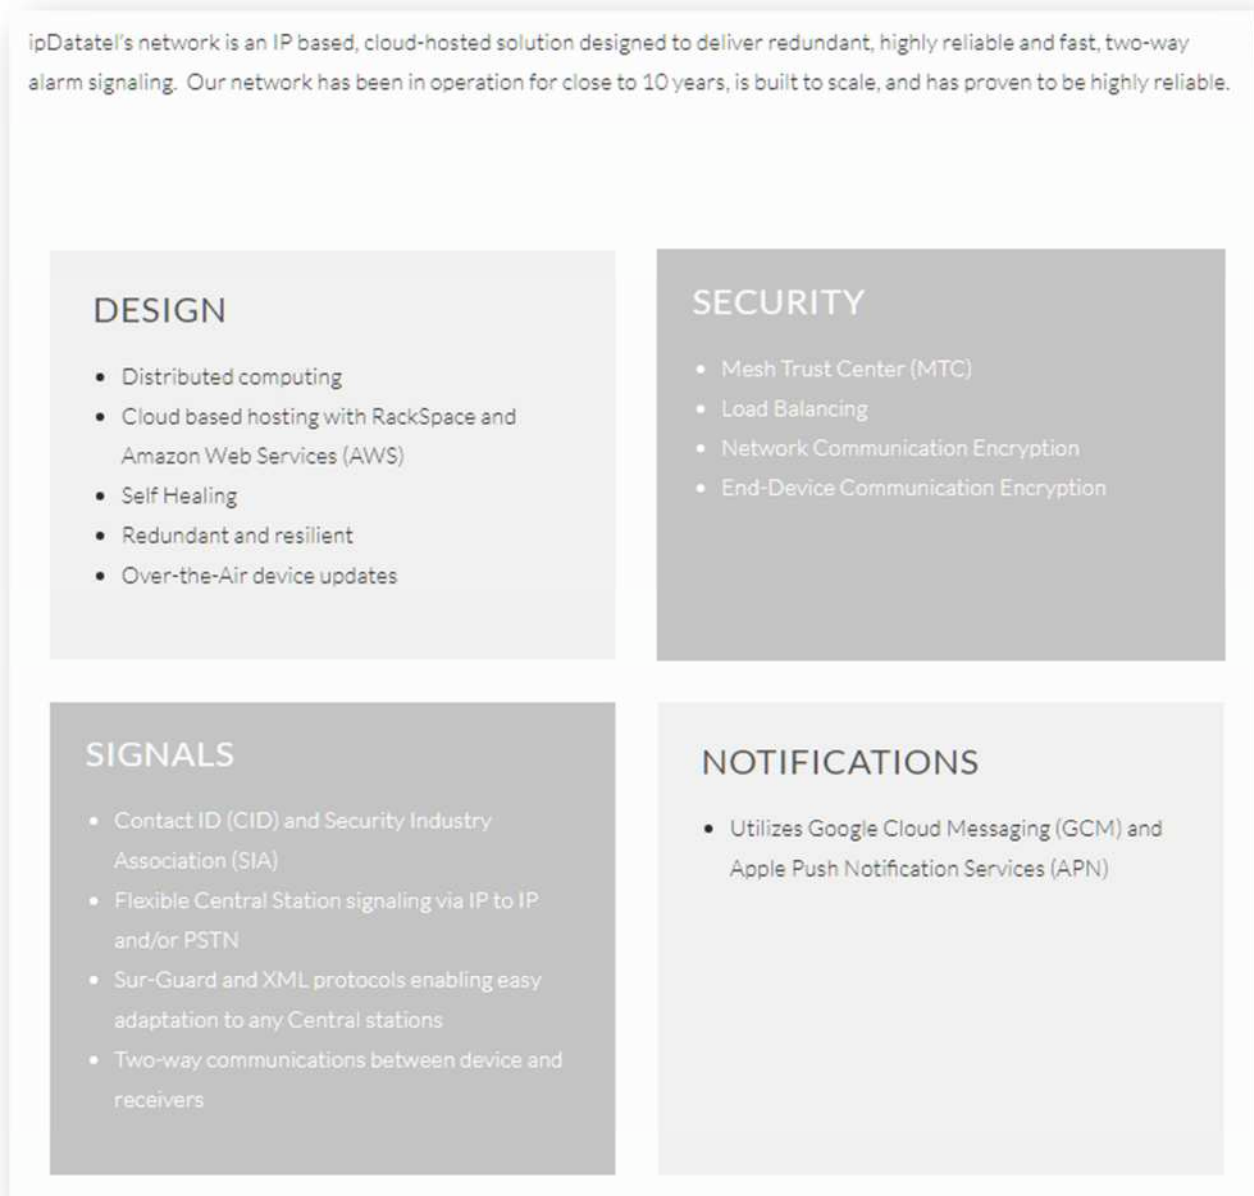 ipDatatel's network is an IP based, cloud-hosted solution designed to deliver redundant, highly reliable and fast, two-way
alarm signaling. Our network has been in operation for close to 10 years, is built to scale, and has proven to be highly reliable.
DESIGN
• Distributed computing
• Cloud based hosting with RackSpace and
Amazon Web Services (AWS)
• Self Healing
• Redundant and resilient
• Over-the-Air device updates
SECURITY
• Mesh Trust Center (MTC)
• Load Balancing
• Network Communication Encryption
• End-Device Communication Encryption
SIGNALS
• Contact ID (CID) and Security Industry
Association (SIA)
• Flexible Central Station signaling via IP to IP
and/or PSTN
• Sur-Guard and XML protocols enabling easy
adaptation to any Central stations
• Two-way communications between device and
receivers
NOTIFICATIONS
• Utilizes Google Cloud Messaging (GCM) and
Apple Push Notification Services (APN)